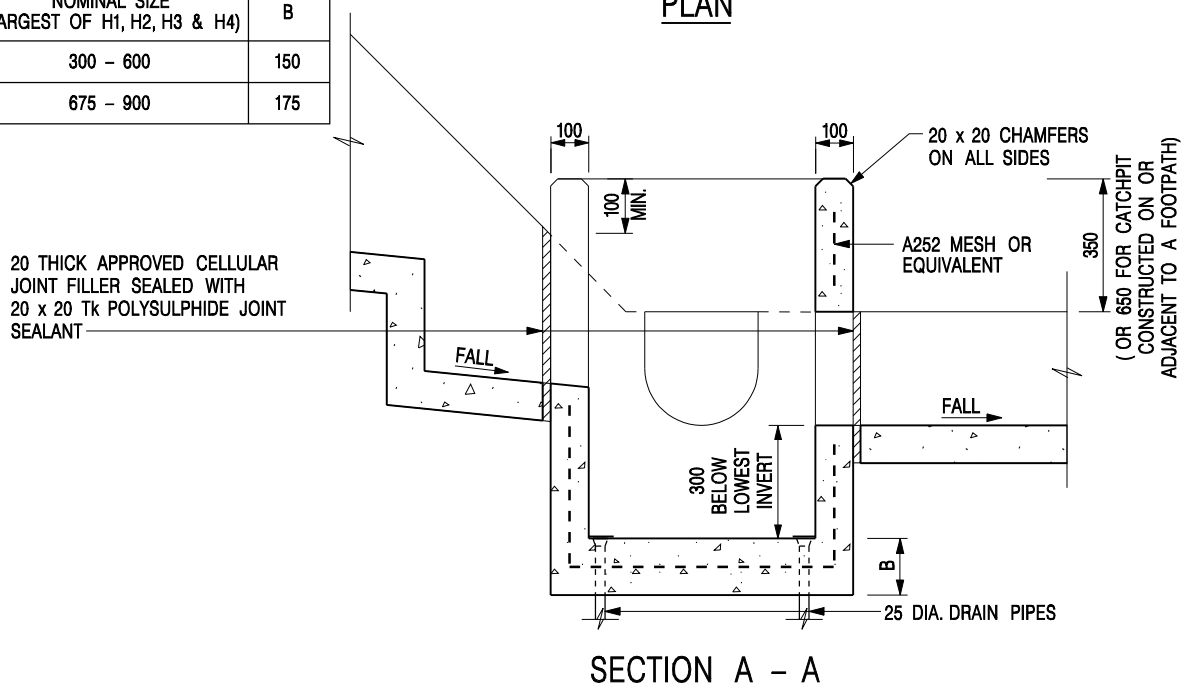 NOMINAL SIZE
ARGEST OF H1, H2, H3 & H4)
B
300 – 600
150
675 – 900
175
PLAN
100
100
20 x 20 CHAMFERS
ON ALL SIDES
100
MIN.
A252 MESH OR
EQUIVALENT
350
( OR 650 FOR CATCHPIT
CONSTRUCTED ON OR
ADJACENT TO A FOOTPATH)
20 THICK APPROVED CELLULAR
JOINT FILLER SEALED WITH
20 x 20 Tk POLYSULPHIDE JOINT
SEALANT
FALL
FALL
300
BELOW
LOWEST
INVERT
B
25 DIA. DRAIN PIPES
SECTION A – A